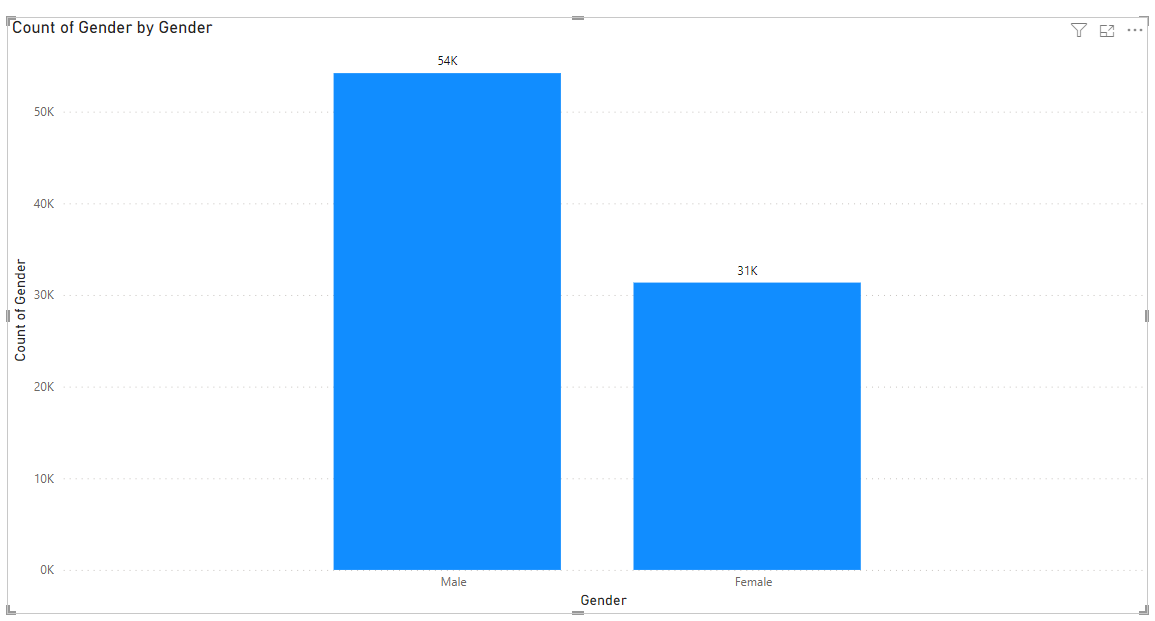 Count of Gender by Gender
54K
50K
40K
31K
30K
20K
10K
0K
Count of Gender
Male
Female
Gender